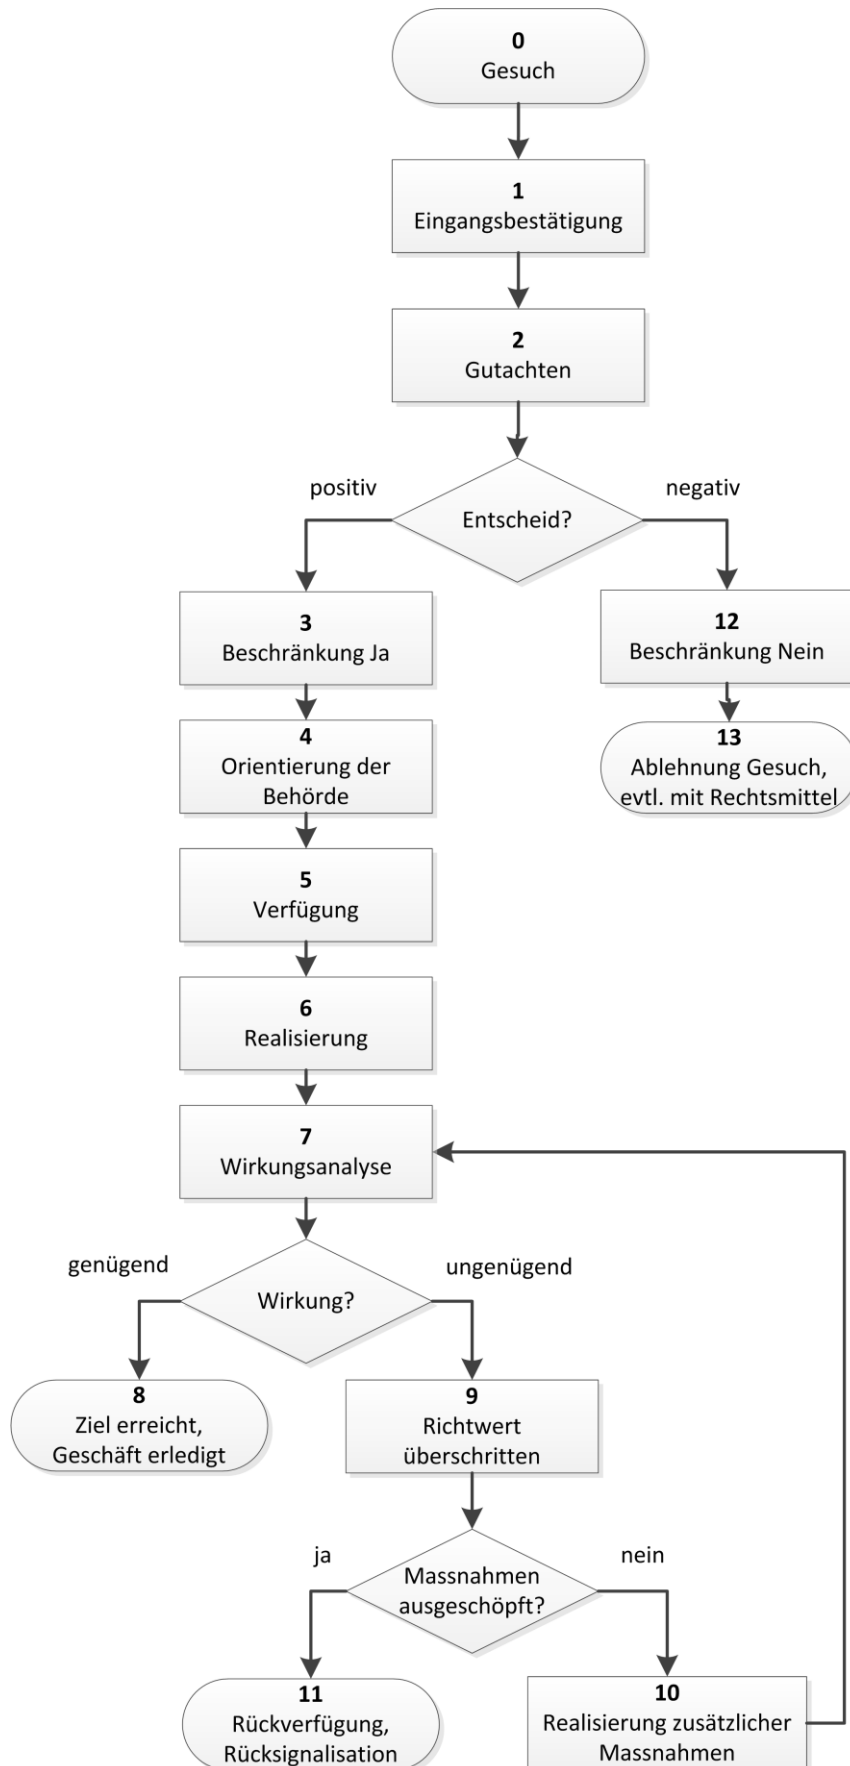 0
Gesuch
1
Eingangsbestätigung
2
Gutachten
positiv
negativ
Entscheid?
3
Beschränkung Ja
12
Beschränkung Nein
4
Orientierung der
Behörde
13
Ablehnung Gesuch,
evtl. mit Rechtsmittel
5
Verfügung
6
Realisierung
7
Wirkungsanalyse
genügend
ungenügend
Wirkung?
8
Ziel erreicht,
Geschäft erledigt
9
Richtwert
überschritten
ja
nein
Massnahmen
ausgeschöpft?
11
Rückverfügung,
Rücksignalisation
10
Realisierung zusätzlicher
Massnahmen